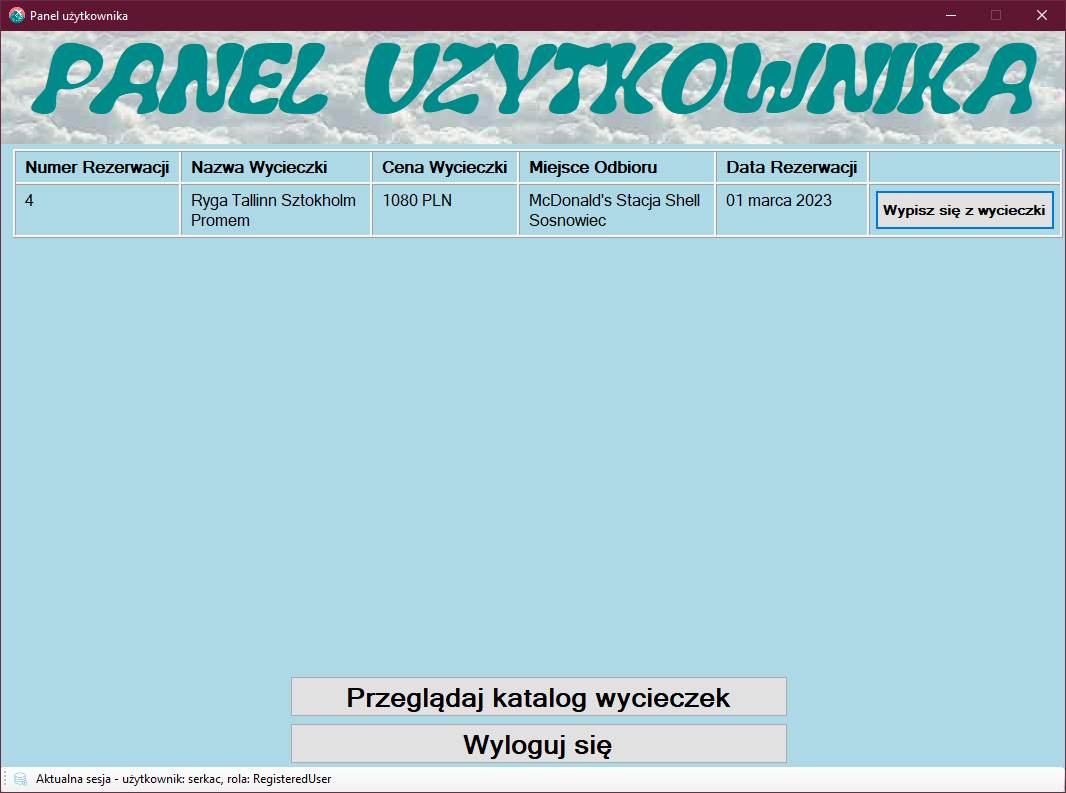 Panel użytkownika
PANEL UZYTKOWNIKA
Numer Rezerwacji Nazwa Wycieczki Cena Wycieczki Miejsce Odbioru Data Rezerwacji
4 Ryga Tallinn Sztokholm 1080 PLN McDonald's Stacja Shell 01 marca 2023 Wypisz się z wycieczki
Promem Sosnowiec
Przeglądaj katalog wycieczek
Wyloguj się
Aktualna sesja - użytkownik: serkac, rola: RegisteredUser